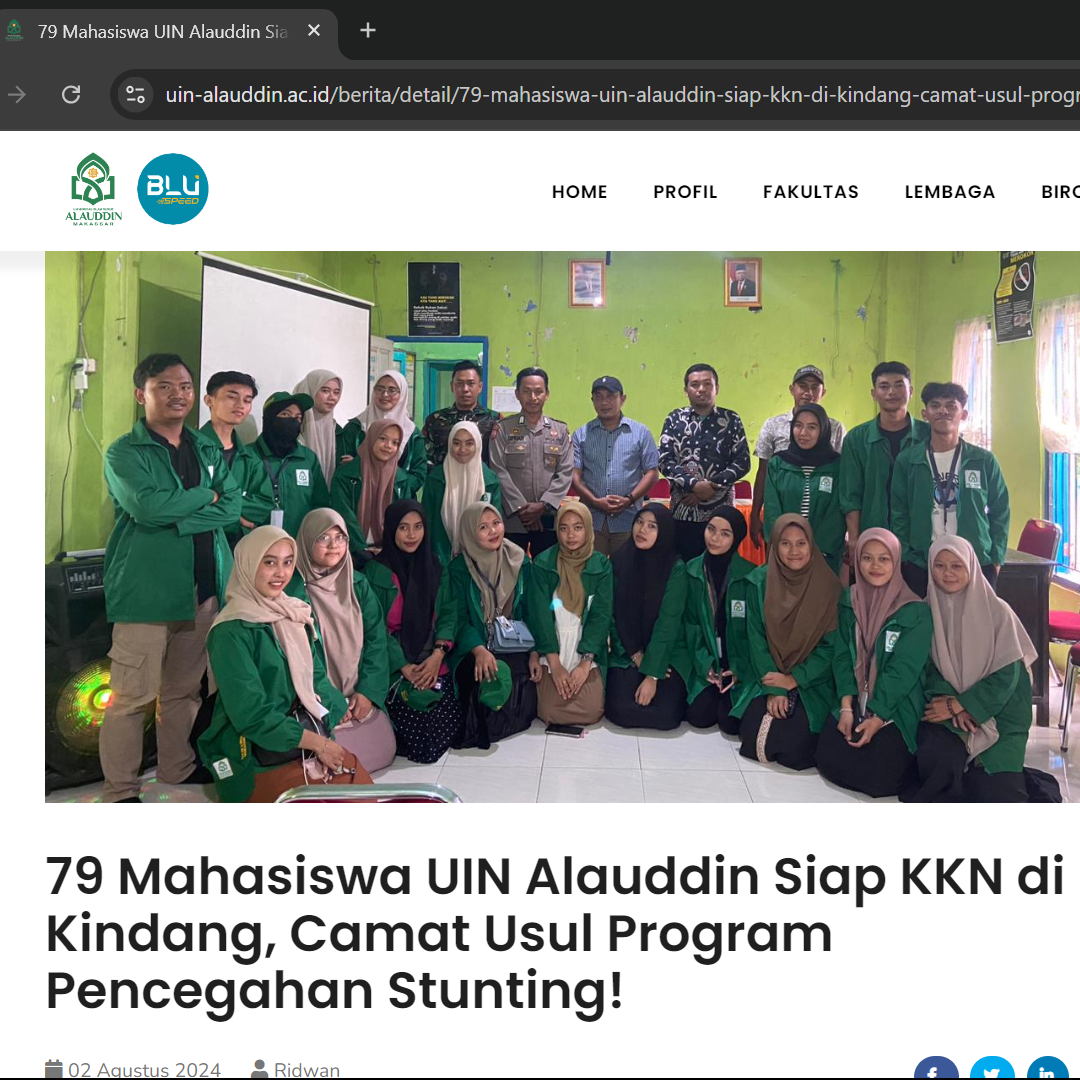 79 Mahasiswa UIN Alauddin Sia
uin-alauddin.ac.id/berita/detail/79-mahasiswa-uin-alauddin-siap-kkn-di-kindang-camat-usul-progr
ALAUDDIN
MAKASSAR
BLU
SPEED
HOME
PROFIL
FAKULTAS
LEMBAGA
BIRO
MEROKOK
79 Mahasiswa UIN Alauddin Siap KKN di
Kindang, Camat Usul Program
Pencegahan Stunting!
02 Agustus 2024
Ridwan